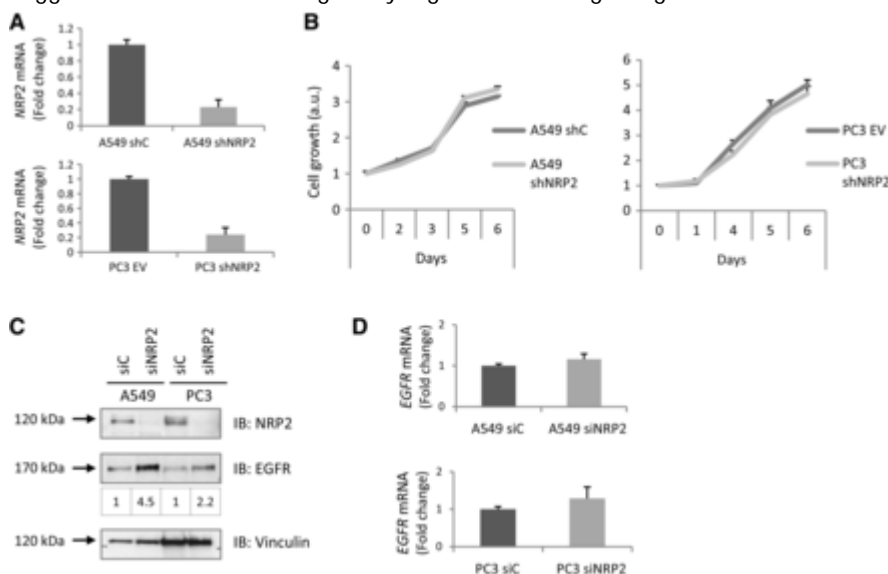 A
NRP2 mRNA
(Fold change)
1.2
1
0.8
0.6
0.4
0.2
0
A549 shC
A549 shNRP2
NRP2 mRNA
(Fold change)
1.2
1
0.8
0.6
0.4
0.2
0
PC3 EV
PC3 shNRP2
B
Cell growth (a.u.)
4
3
2
1
0
0 2 3 5 6
Days
A549 shC
A549
shNRP2
6
5
4
3
2
1
0
0 1 4 5 6
Days
PC3 EV
PC3
shNRP2
C
siC siNRP2 siC siNRP2
A549 PC3
120 kDa IB: NRP2
170 kDa IB: EGFR
1 4.5 1 2.2
120 kDa IB: Vinculin
D
EGFR mRNA
(Fold change)
2
1
0
A549 siC
A549 siNRP2
EGFR mRNA
(Fold change)
2
1
0
PC3 siC
PC3 siNRP2